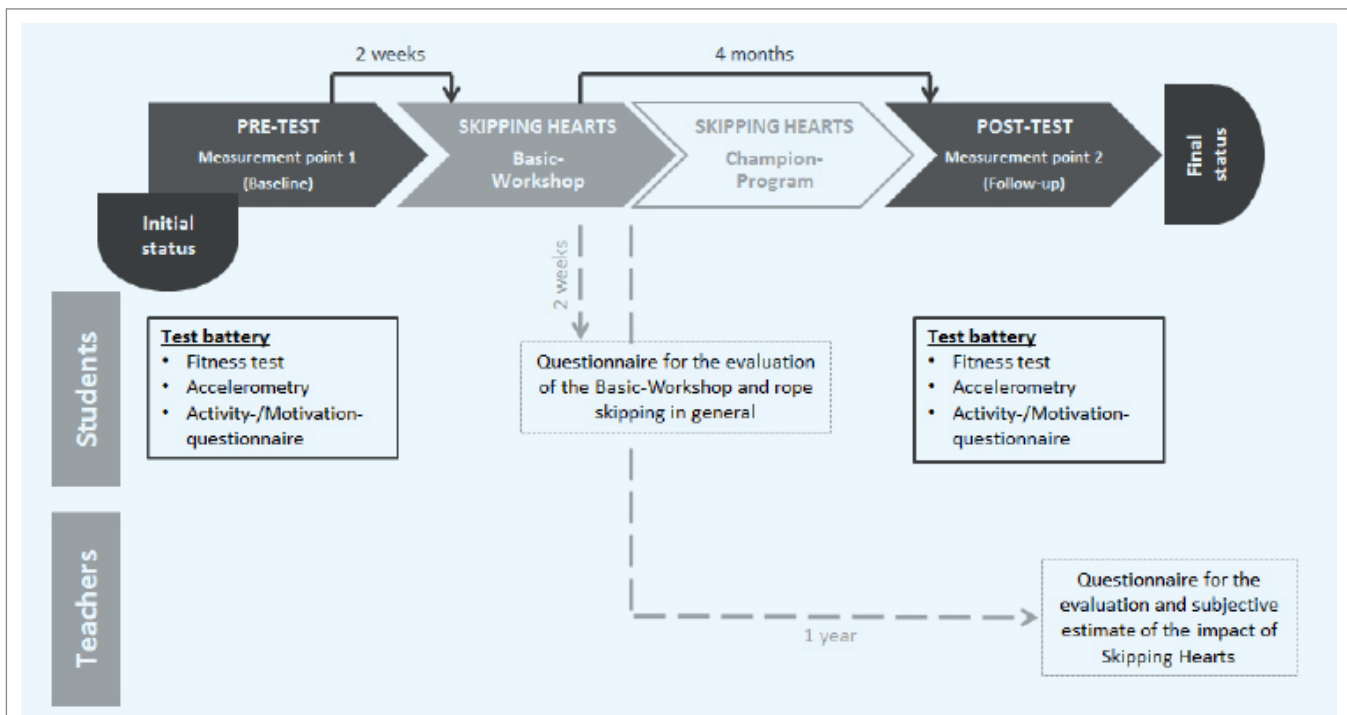 2 weeks
4 months
PRE-TEST
Measurement point 1
(Baseline)
SKIPPING HEARTS
Basic-
Workshop
SKIPPING HEARTS
Champion-
Program
POST-TEST
Measurement point 2
(Follow-up)
Final
status
Initial
status
2 weeks
Students
Test battery
• Fitness test
• Accelerometry
• Activity-/Motivation-
questionnaire
Questionnaire for the evaluation
of the Basic-Workshop and rope
skipping in general
Test battery
• Fitness test
• Accelerometry
• Activity-/Motivation-
questionnaire
Teachers
1 year
Questionnaire for the
evaluation and subjective
estimate of the impact of
Skipping Hearts